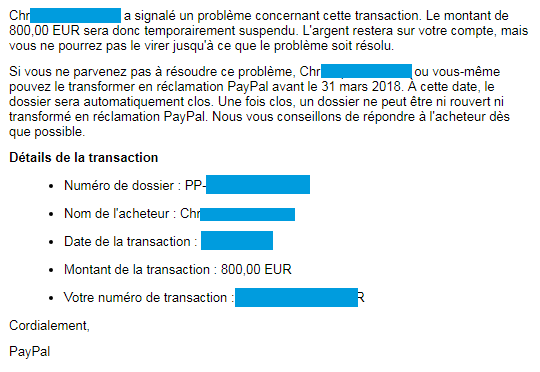 Chr a signalé un problème concernant cette transaction. Le montant de
800,00 EUR sera donc temporairement suspendu. L'argent restera sur votre compte, mais
vous ne pourrez pas le virer jusqu'à ce que le problème soit résolu.
Si vous ne parvenez pas à résoudre ce problème, Chr ou vous-même
pouvez le transformer en réclamation PayPal avant le 31 mars 2018. À cette date, le
dossier sera automatiquement clos. Une fois clos, un dossier ne peut être ni rouvert ni
transformé en réclamation PayPal. Nous vous conseillons de répondre à l'acheteur dès
que possible.
Détails de la transaction
• Numéro de dossier : PP-
• Nom de l'acheteur : Chr
• Date de la transaction :
• Montant de la transaction : 800,00 EUR
• Votre numéro de transaction :
Cordialement,
PayPal